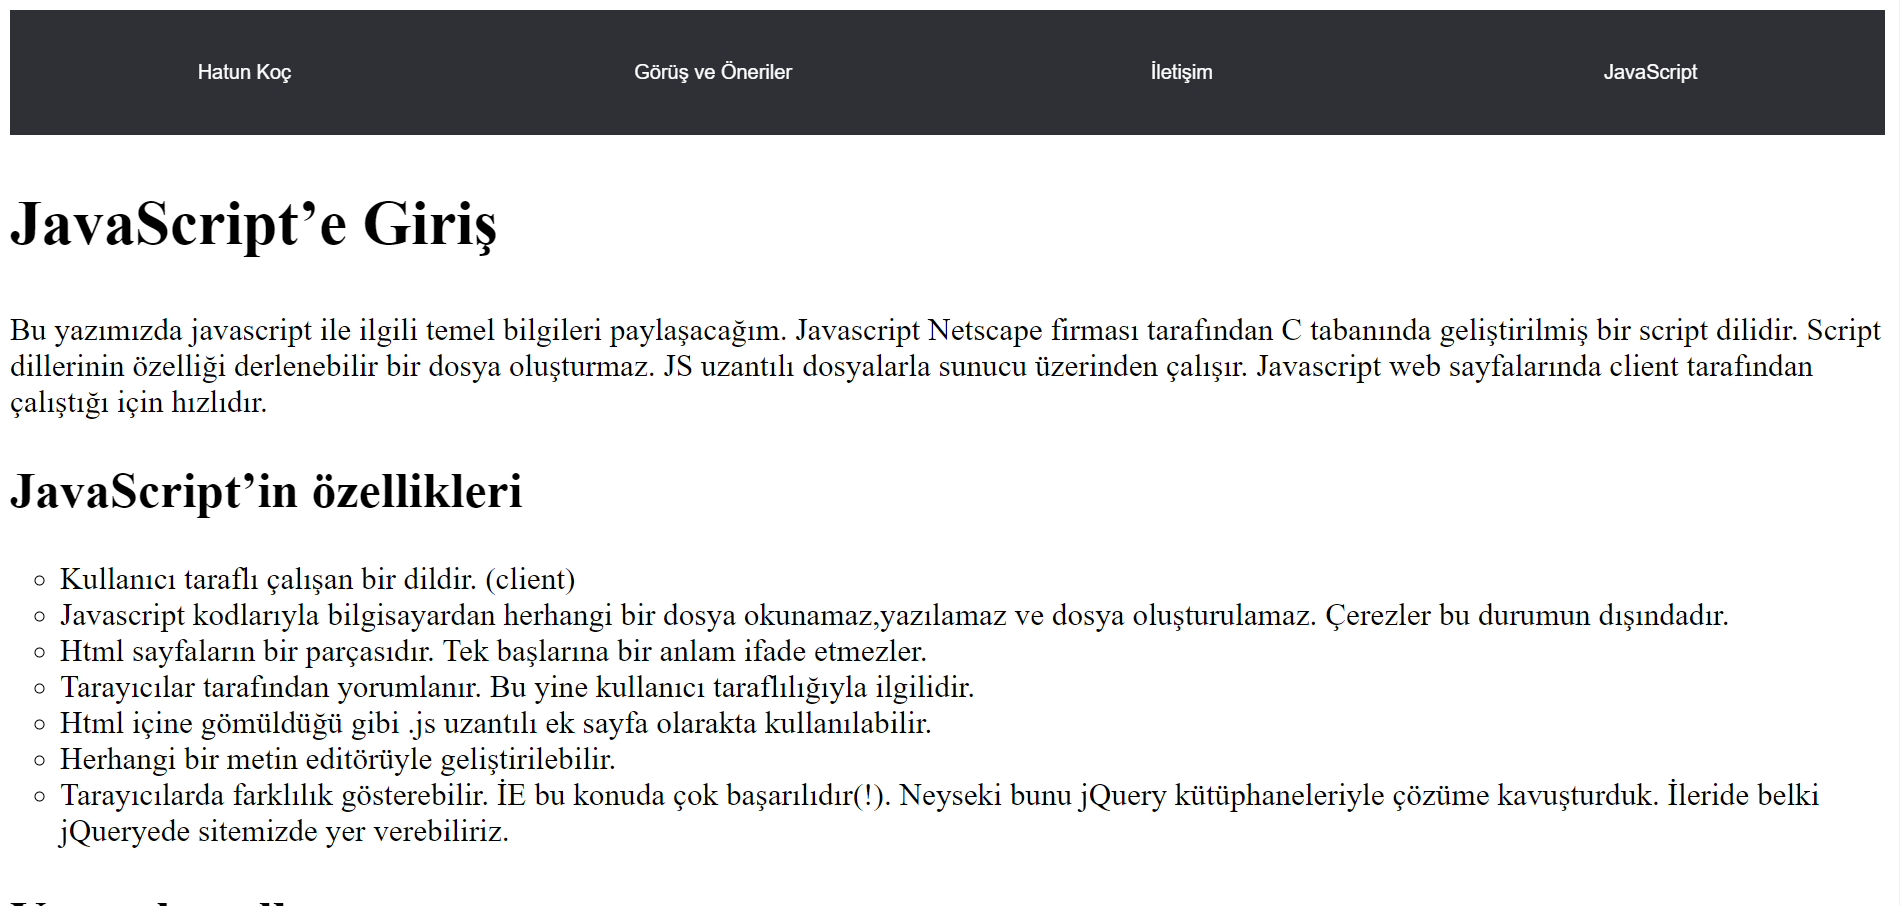 Hatun Koç
Görüş ve Öneriler
İletişim
JavaScript
JavaScript’e Giriş
Bu yazımızda javascript ile ilgili temel bilgileri paylaşacağım. Javascript Netscape firması tarafından C tabanında geliştirilmiş bir script dilidir. Script
dillerinin özelliği derlenebilir bir dosya oluşturmaz. JS uzantılı dosyalarla sunucu üzerinden çalışır. Javascript web sayfalarında client tarafından
çalıştığı için hızlıdır.
JavaScript’in özellikleri
Kullanıcı taraflı çalışan bir dildir. (client)
Javascript kodlarıyla bilgisayardan herhangi bir dosya okunamaz,yazılamaz ve dosya oluşturulamaz. Çerezler bu durumun dışındadır.
Html sayfaların bir parçasıdır. Tek başlarına bir anlam ifade etmezler.
Tarayıcılar tarafından yorumlanır. Bu yine kullanıcı taraflılığıyla ilgilidir.
Html içine gömüldüğü gibi .js uzantılı ek sayfa olarakta kullanılabilir.
Herhangi bir metin editörüyle geliştirilebilir.
Tarayıcılarda farklılık gösterebilir. İE bu konuda çok başarılıdır(!). Neyseki bunu jQuery kütüphaneleriyle çözüme kavuşturduk. İleride belki
jQueryede sitemizde yer verebiliriz.